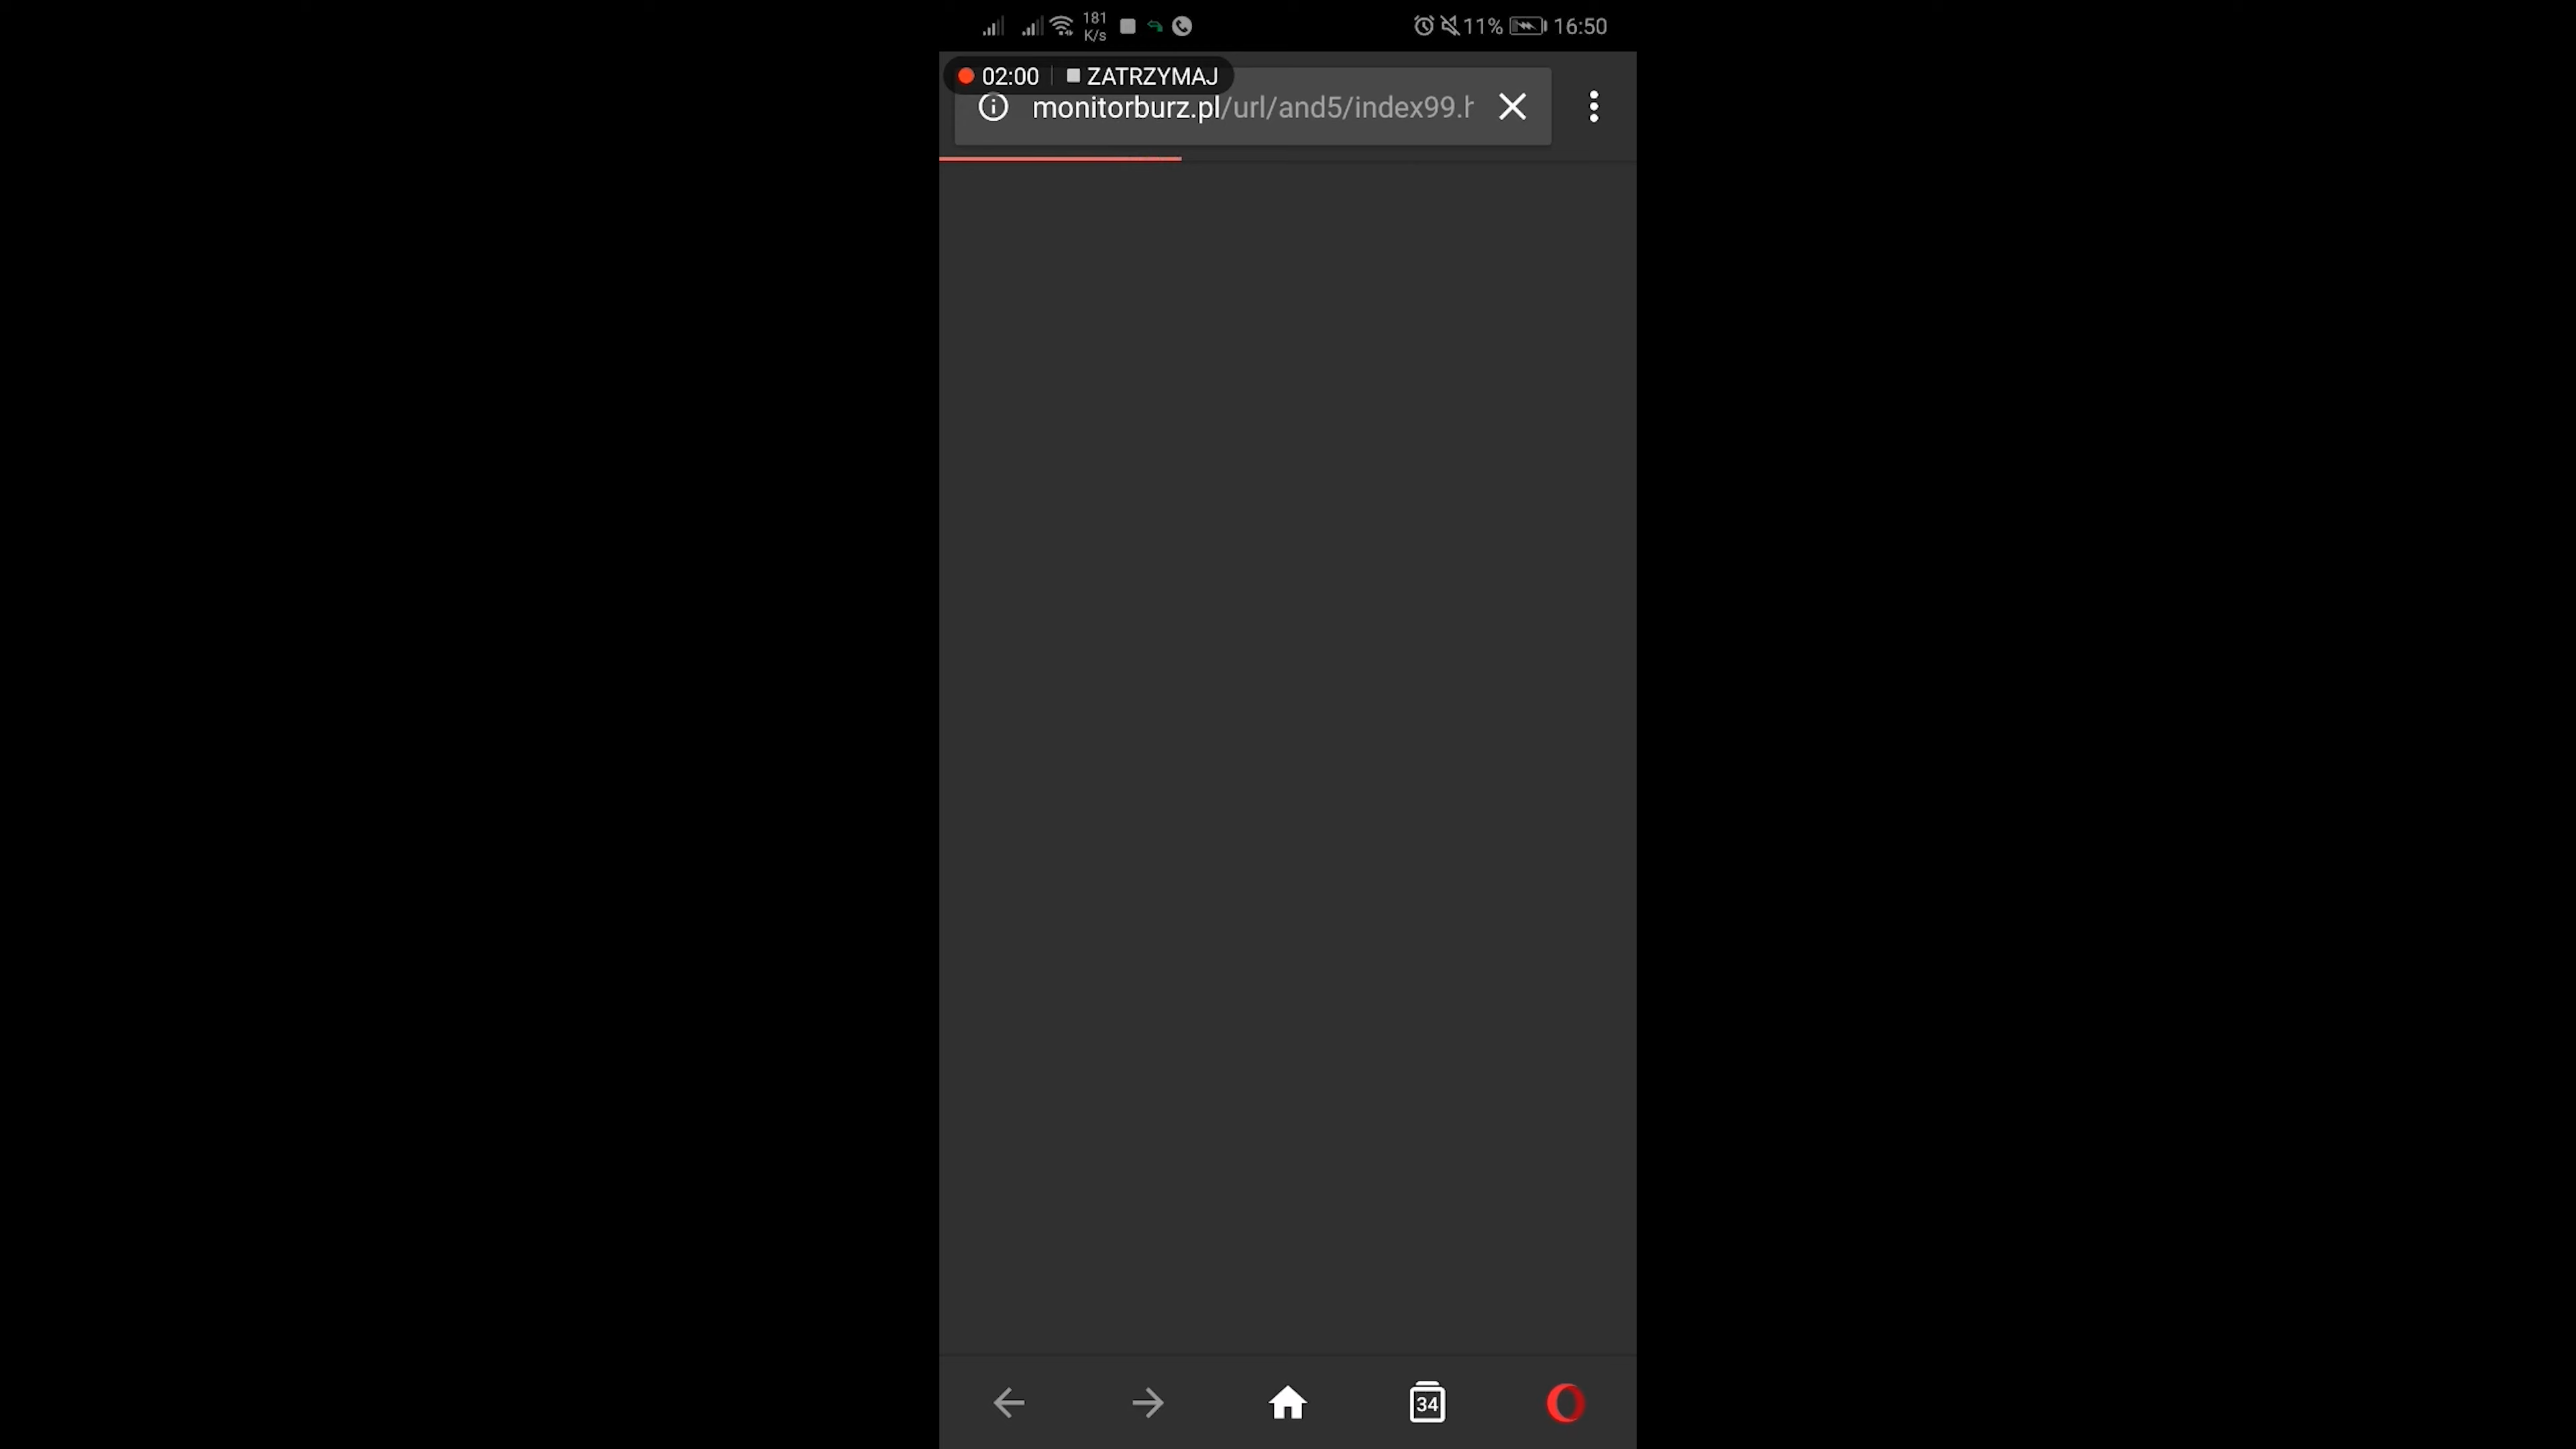 181
K/s
11%
16:50
02:00
ZATRZYMAJ
monitorburz.pl/url/and5/index99.h
34